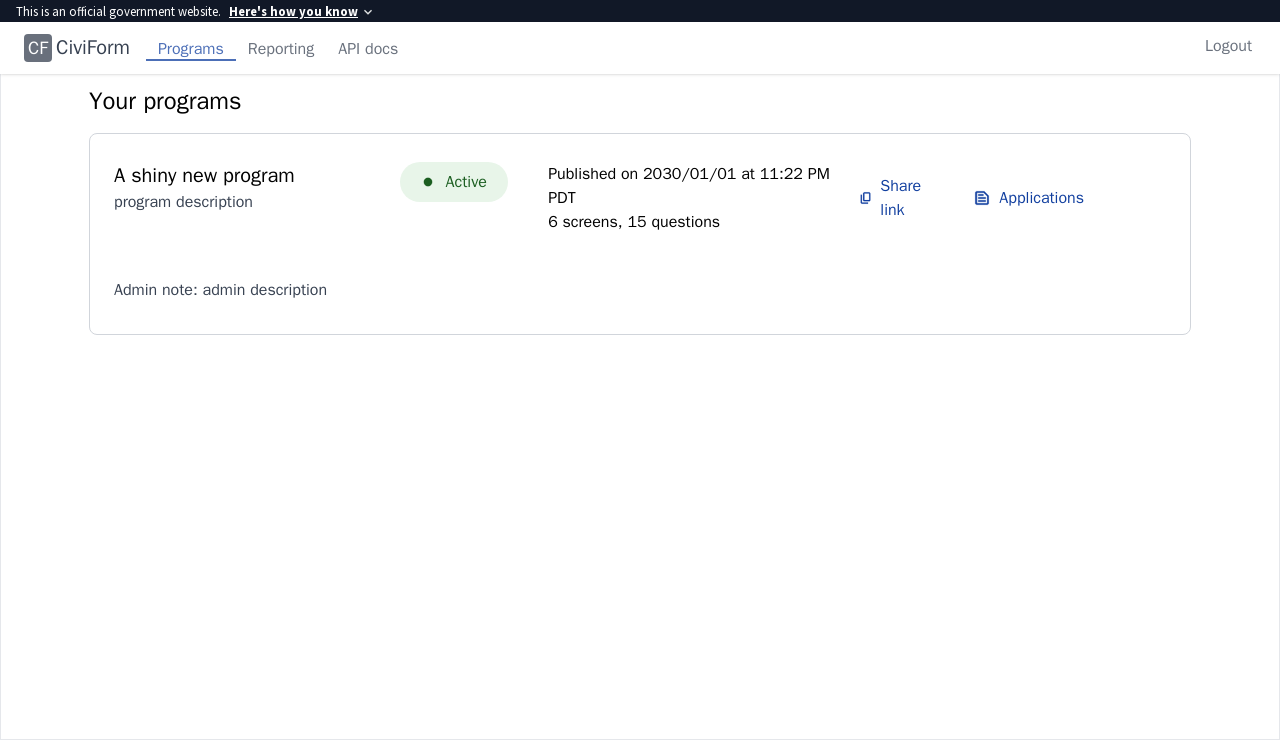 This is an official government website. Here's how you know
CF CiviForm Programs Reporting API docs Logout
Your programs
A shiny new program
program description
Active
Published on 2030/01/01 at 11:22 PM
PDT
6 screens, 15 questions
Share
link
Applications
Admin note: admin description